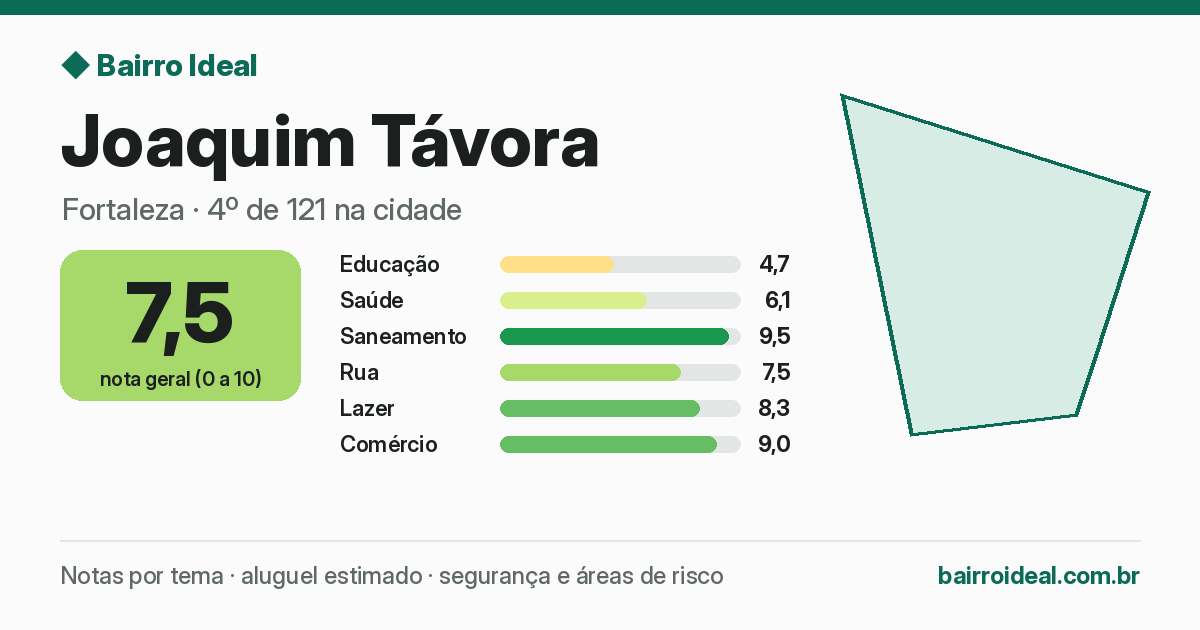 Bairro Ideal
Joaquim Távora
Fortaleza · 4º de 121 na cidade
7,5
nota geral (0 a 10)
Educação 4,7
Saúde 6,1
Saneamento 9,5
Rua 7,5
Lazer 8,3
Comércio 9,0
Notas por tema · aluguel estimado · segurança e áreas de risco
bairroideal.com.br